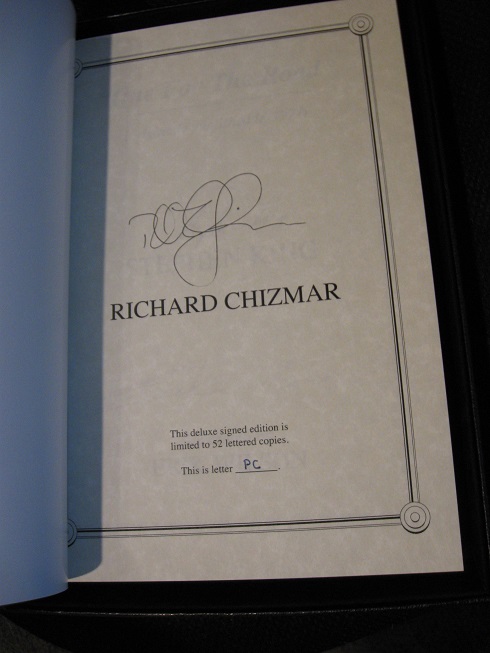 RICHARD CHIZMAR
This deluxe signed edition is
limited to 52 lettered copies.
This is letter PC.